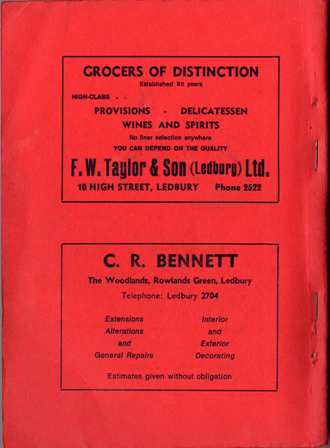 GROCERS OF DISTINCTION
Established 80 years
HIGH-CLASS - -
PROVISIONS - DELICATESSEN
WINES AND SPIRITS
No finer selection anywhere
YOU CAN DEPEND ON THE QUALITY
F. W. Taylor & Son (Ledbury) Ltd.
10 HIGH STREET, LEDBURY Phone 2522
C. R. BENNETT
The Woodlands, Rowlands Green, Ledbury
Telephone: Ledbury 2704
Extensions Interior
Alterations and
and Exterior
General Repairs Decorating
Estimates given without obligation